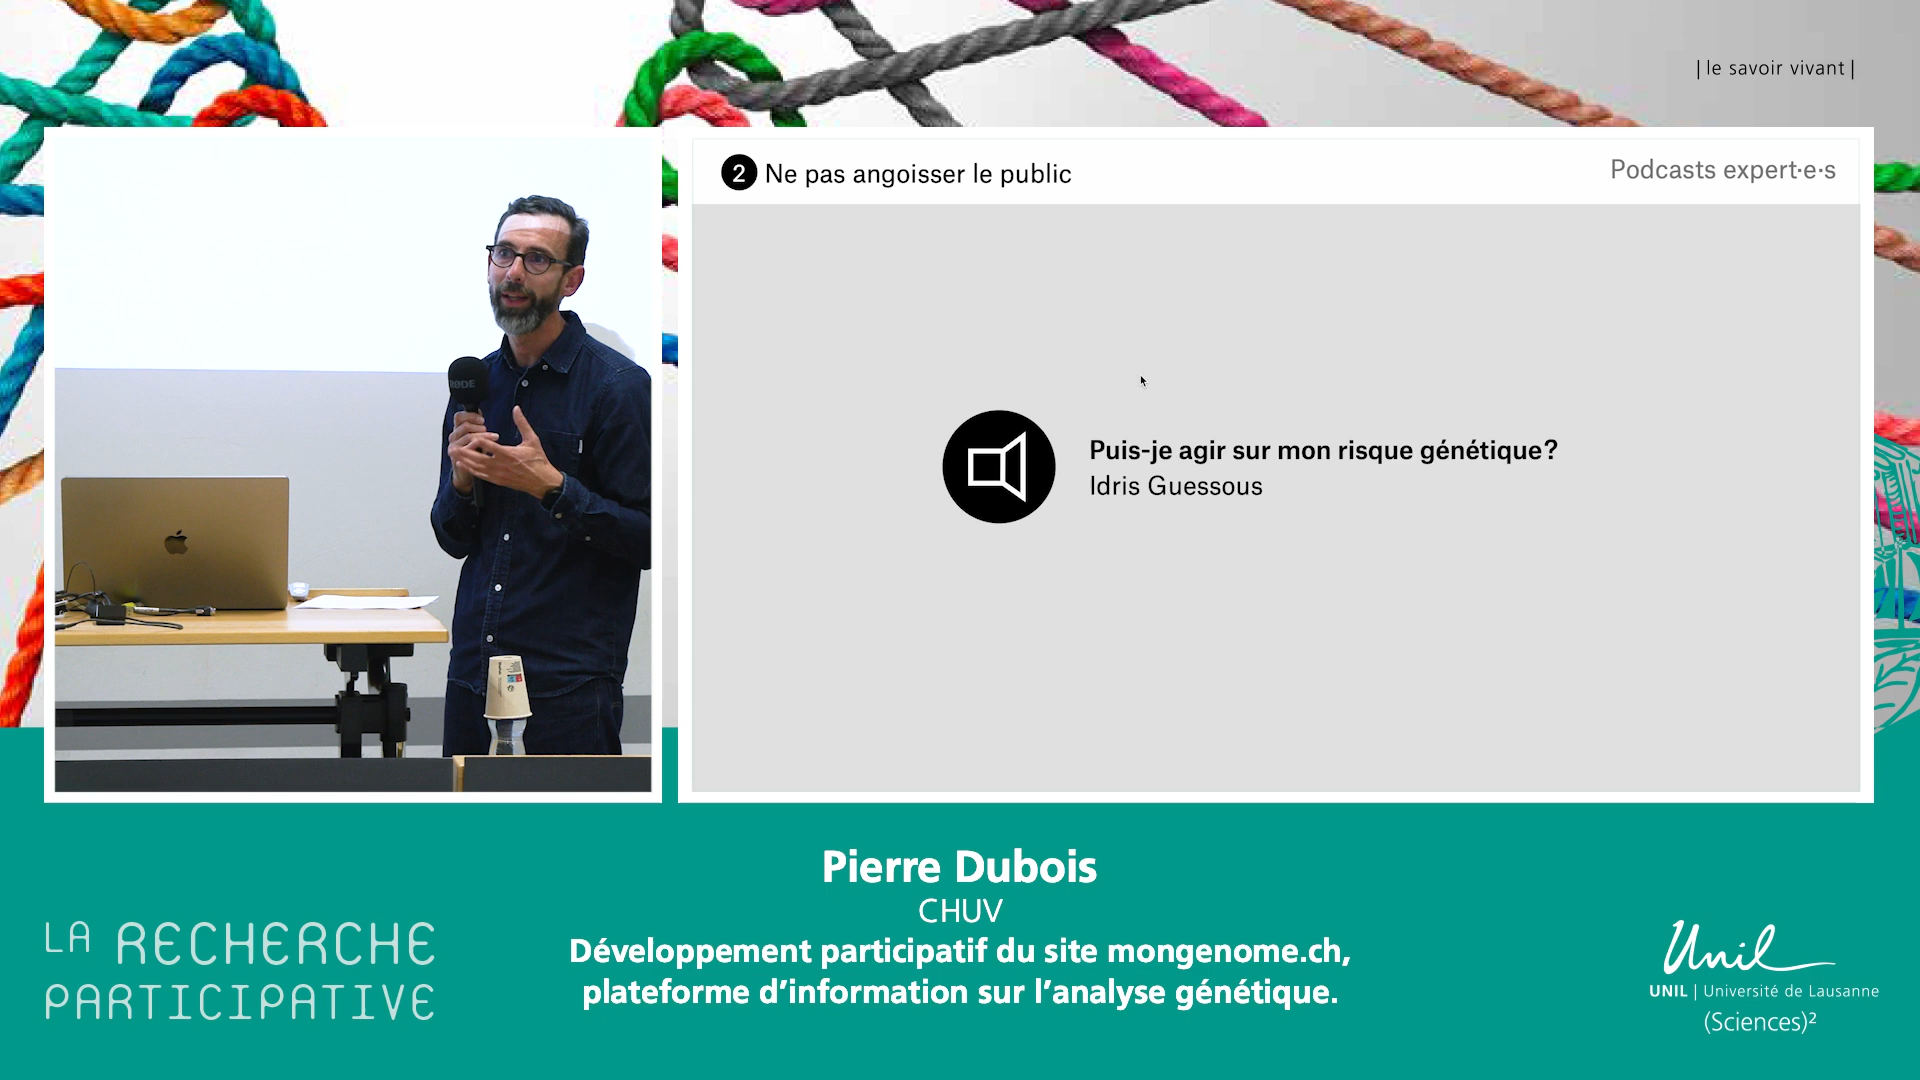 | le savoir vivant |
2 Ne pas angoisser le public
Podcasts expert·e·s
Puis-je agir sur mon risque génétique?
Idris Guessous
RØDE
Pierre Dubois
CHUV
Développement participatif du site mongenome.ch,
plateforme d’information sur l’analyse génétique.
LA RECHERCHE
PARTICIPATIVE
Unil
UNIL | Université de Lausanne
(Sciences)²